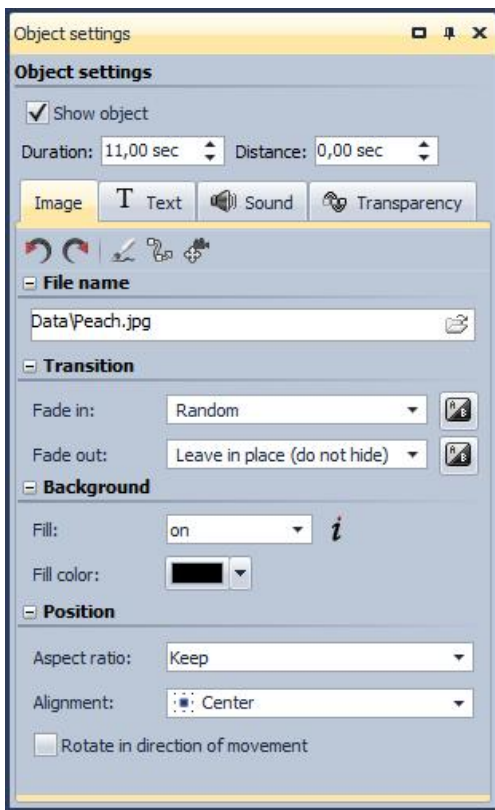 Object settings
Object settings
Show object
Duration: 11,00 sec Distance: 0,00 sec
Image T Text Sound Transparency
File name
Data\Peach.jpg
Transition
Fade in: Random A B
Fade out: Leave in place (do not hide) A B
Background
Fill: on i
Fill color:
Position
Aspect ratio: Keep
Alignment: Center
Rotate in direction of movement